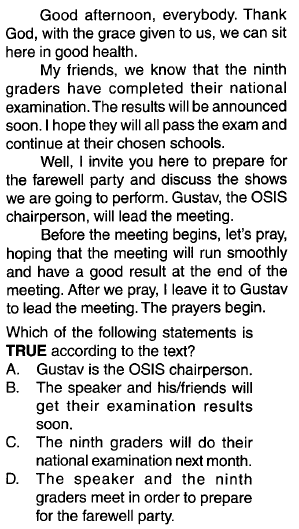 Good afternoon, everybody. Thank
God, with the grace given to us, we can sit
here in good health.
My friends, we know that the ninth
graders have completed their national
examination. The results will be announced
soon. I hope they will all pass the exam and
continue at their chosen schools.
Well, I invite you here to prepare for
the farewell party and discuss the shows
we are going to perform. Gustav, the OSIS
chairperson, will lead the meeting.
Before the meeting begins, let's pray,
hoping that the meeting will run smoothly
and have a good result at the end of the
meeting. After we pray, I leave it to Gustav
to lead the meeting. The prayers begin.
Which of the following statements is
TRUE according to the text?
A. Gustav is the OSIS chairperson.
B. The speaker and his/friends will
get their examination results
soon.
C. The ninth graders will do their
national examination next month.
D. The speaker and the ninth
graders meet in order to prepare
for the farewell party.